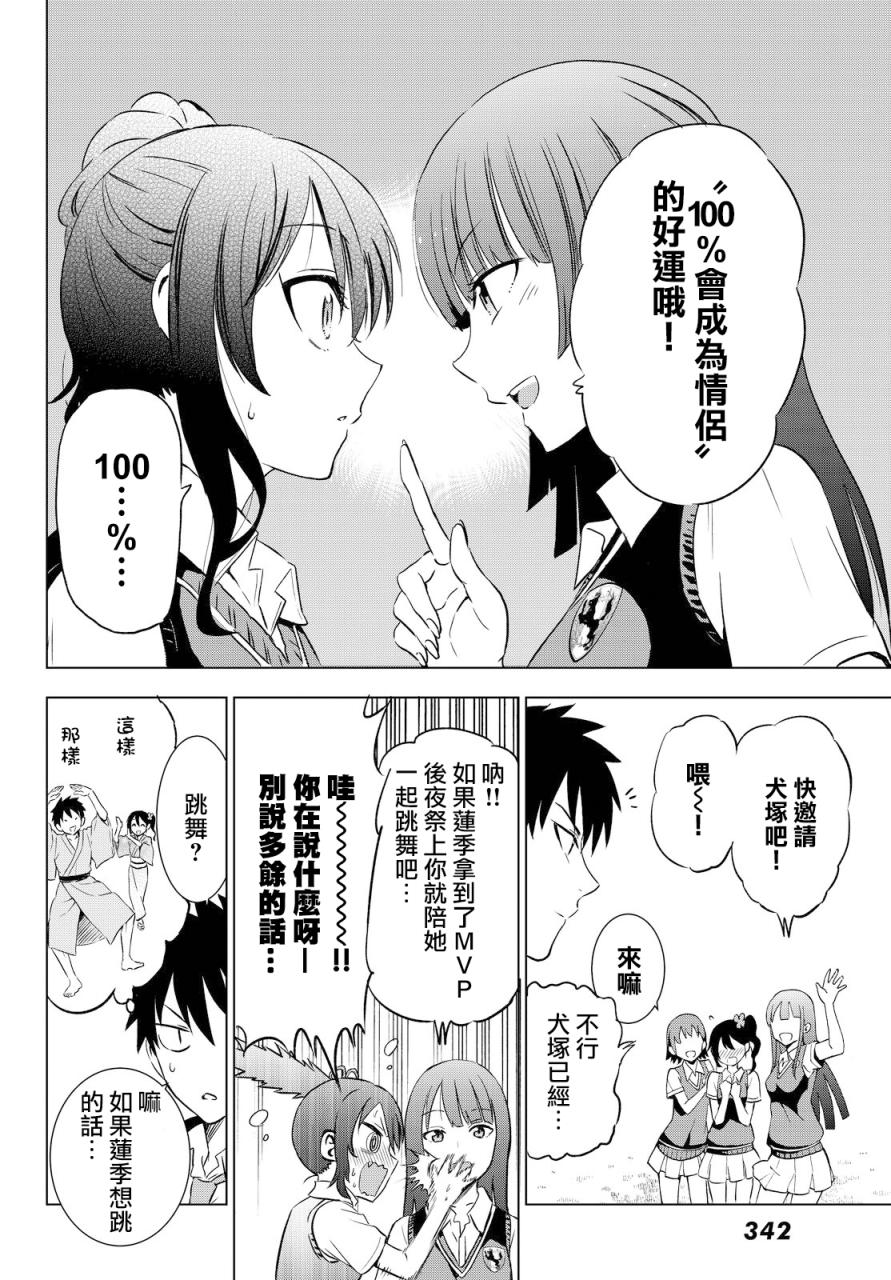 〝100%會成為情侶〞
的好運哦！
100
…%…
快邀請
犬塚吧！
喂～！
來嘛
不行
犬塚已經…
吶!!
如果蓮季拿到了MVP
後夜祭上你就陪她
一起跳舞吧…
哇～～～～～!!
你在說什麼呀—
別說多餘的話…
跳舞？
這樣
那樣
嘛
如果蓮季想跳
的話…
342